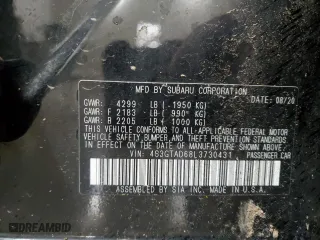 MFD BY SUBARU CORPORATION
DATE: 08/20
GVWR: 4299 LB ( 1950 KG)
GAWR: F 2183 LB ( 990 KG)
GAWR: R 2205 LB ( 1000 KG)
THIS VEHICLE CONFORMS TO ALL APPLICABLE FEDERAL MOTOR
VEHICLE SAFETY, BUMPER, AND THEFT PREVENTION STANDARDS
IN EFFECT ON THE DATE OF MANUFACTURE SHOWN ABOVE.
VIN: 4S3GTAD68L3730431 PASSENGER CAR
ASSEMBLED BY SIA INC. MADE IN U.S.A.
DREAMBIGTRADING.COM